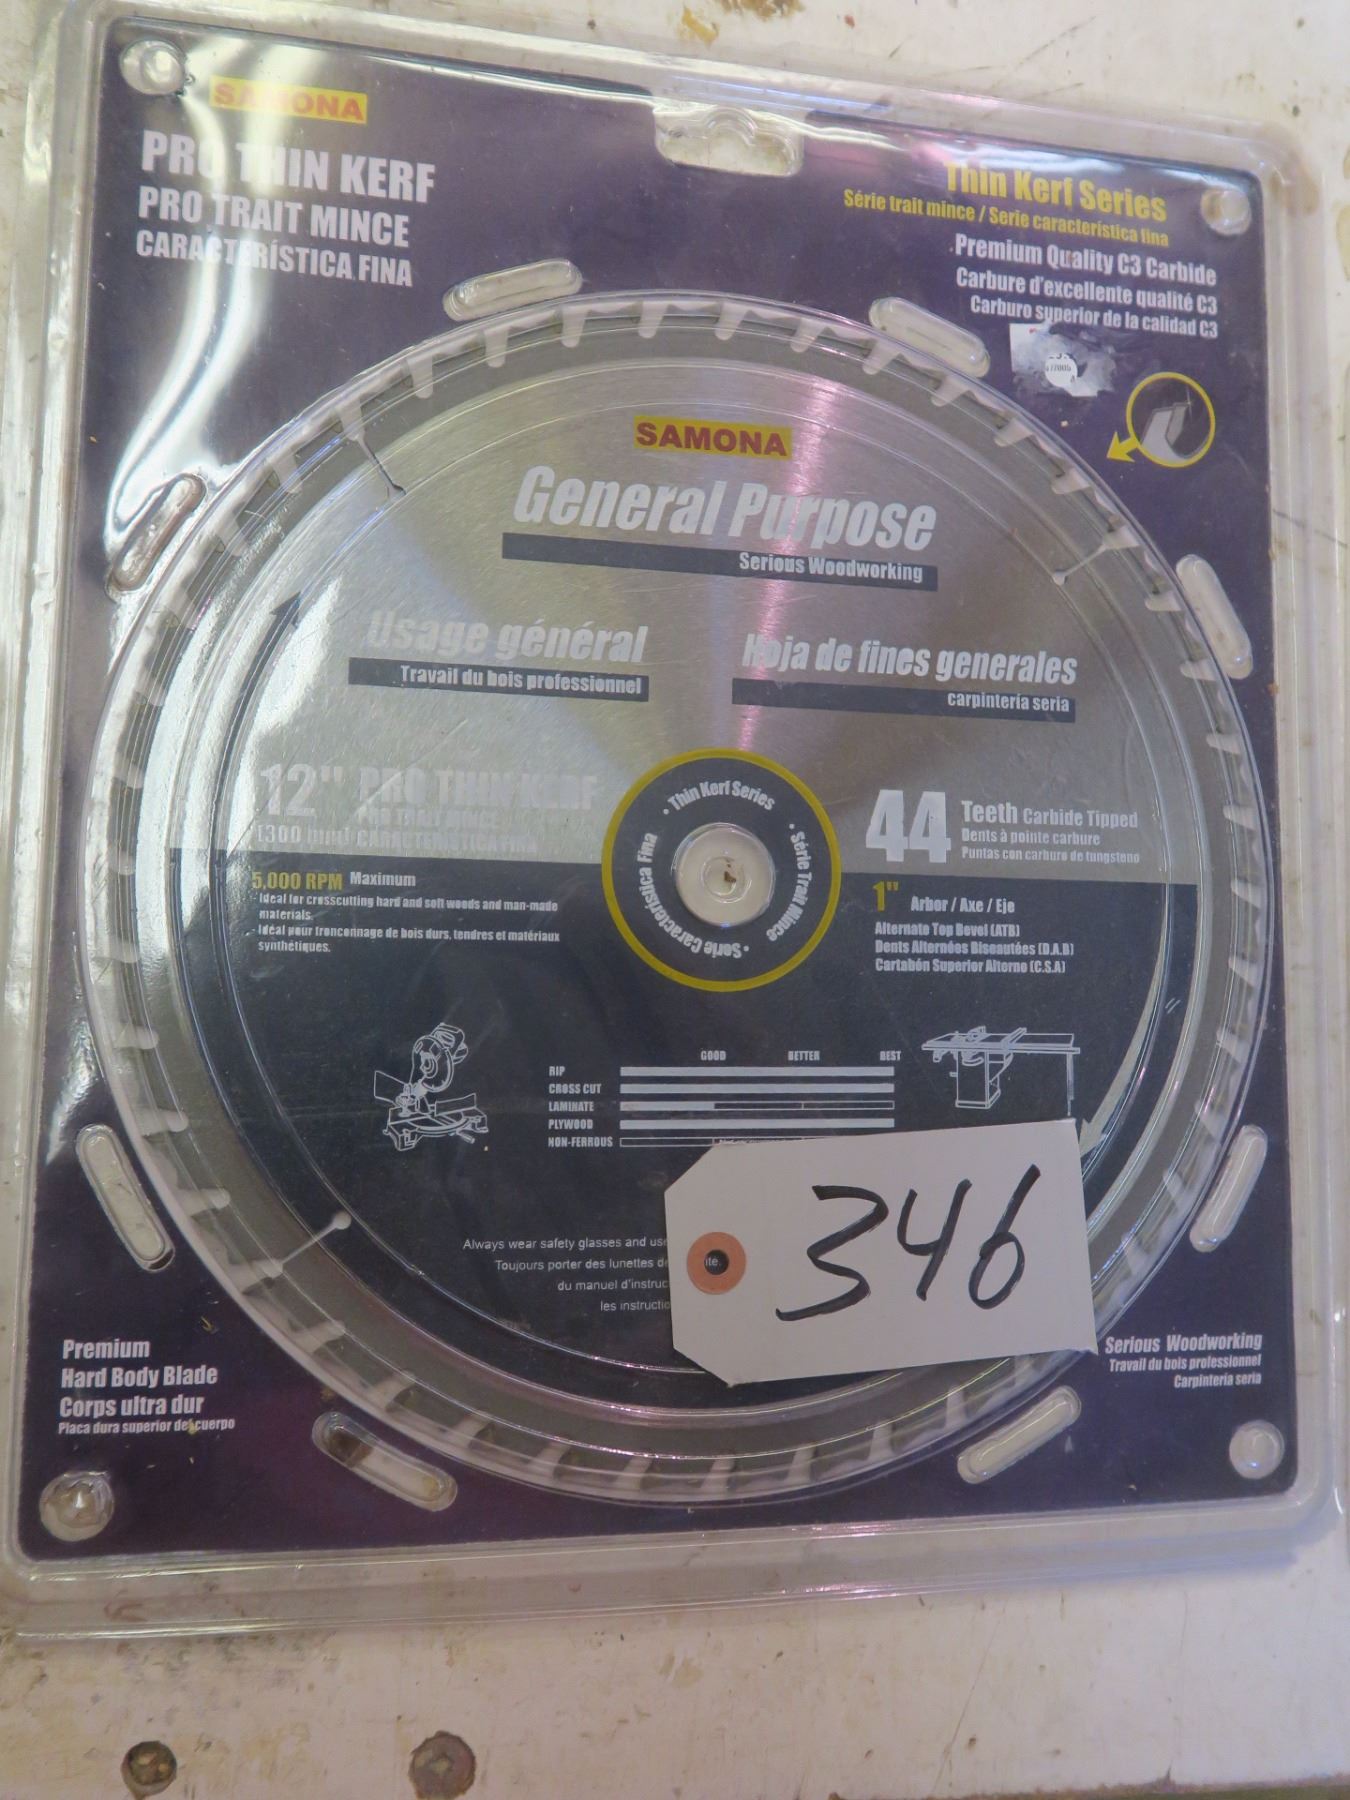 SAMONA
PRO THIN KERF
PRO TRAIT MINCE
CARACTERÍSTICA FINA
Thin Kerf Series
Série trait mince / Serie característica fina
Premium Quality C3 Carbide
Carbure d'excellente qualité C3
Carburo superior de la calidad C3
SAMONA
General Purpose
Serious Woodworking
Usage général
Travail du bois professionnel
Hoja de fines generales
carpintería seria
12" PRO THIN KERF
PRO TRAIT MINCE
(300 mm) CARACTERISTICA FINA
5,000 RPM Maximum
- Ideal for crosscutting hard and soft woods and man-made
materials.
- Idéal pour tronconnage de bois durs, tendres et matériaux
synthétiques.
• Thin Kerf Series
• Série Trait Mince
• Serie Característica Fina
44 Teeth Carbide Tipped
Dents à pointe carbure
Puntas con carburo de tungsteno
1" Arbor / Axe / Eje
Alternate Top Bevel (ATB)
Dents Alternées Biseautées (D.A.B)
Cartabón Superior Alterno (C.S.A)
GOOD BETTER BEST
RIP
CROSS CUT
LAMINATE
PLYWOOD
NON-FERROUS
Always wear safety glasses and use
Toujours porter des lunettes de
du manuel d'instruc
les instructio
346
Premium
Hard Body Blade
Corps ultra dur
Placa dura superior del cuerpo
Serious Woodworking
Travail du bois professionnel
Carpintería seria